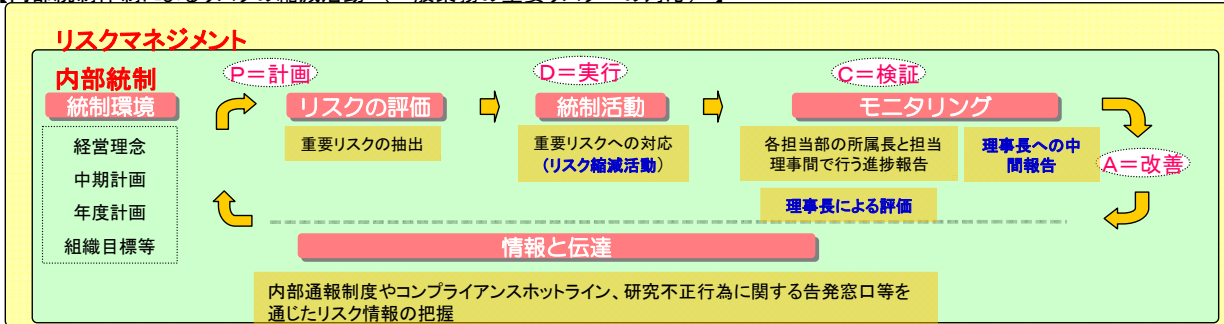 リスクマネジメント
内部統制
P=計画
D=実行
C=検証
統制環境
リスクの評価
統制活動
モニタリング
経営理念
中期計画
年度計画
組織目標等
重要リスクの抽出
重要リスクへの対応
(リスク縮減活動)
各担当部の所属長と担当
理事間で行う進捗報告
理事長への中
間報告
A=改善
理事長による評価
情報と伝達
内部通報制度やコンプライアンスホットライン、研究不正行為に関する告発窓口等を
通じたリスク情報の把握